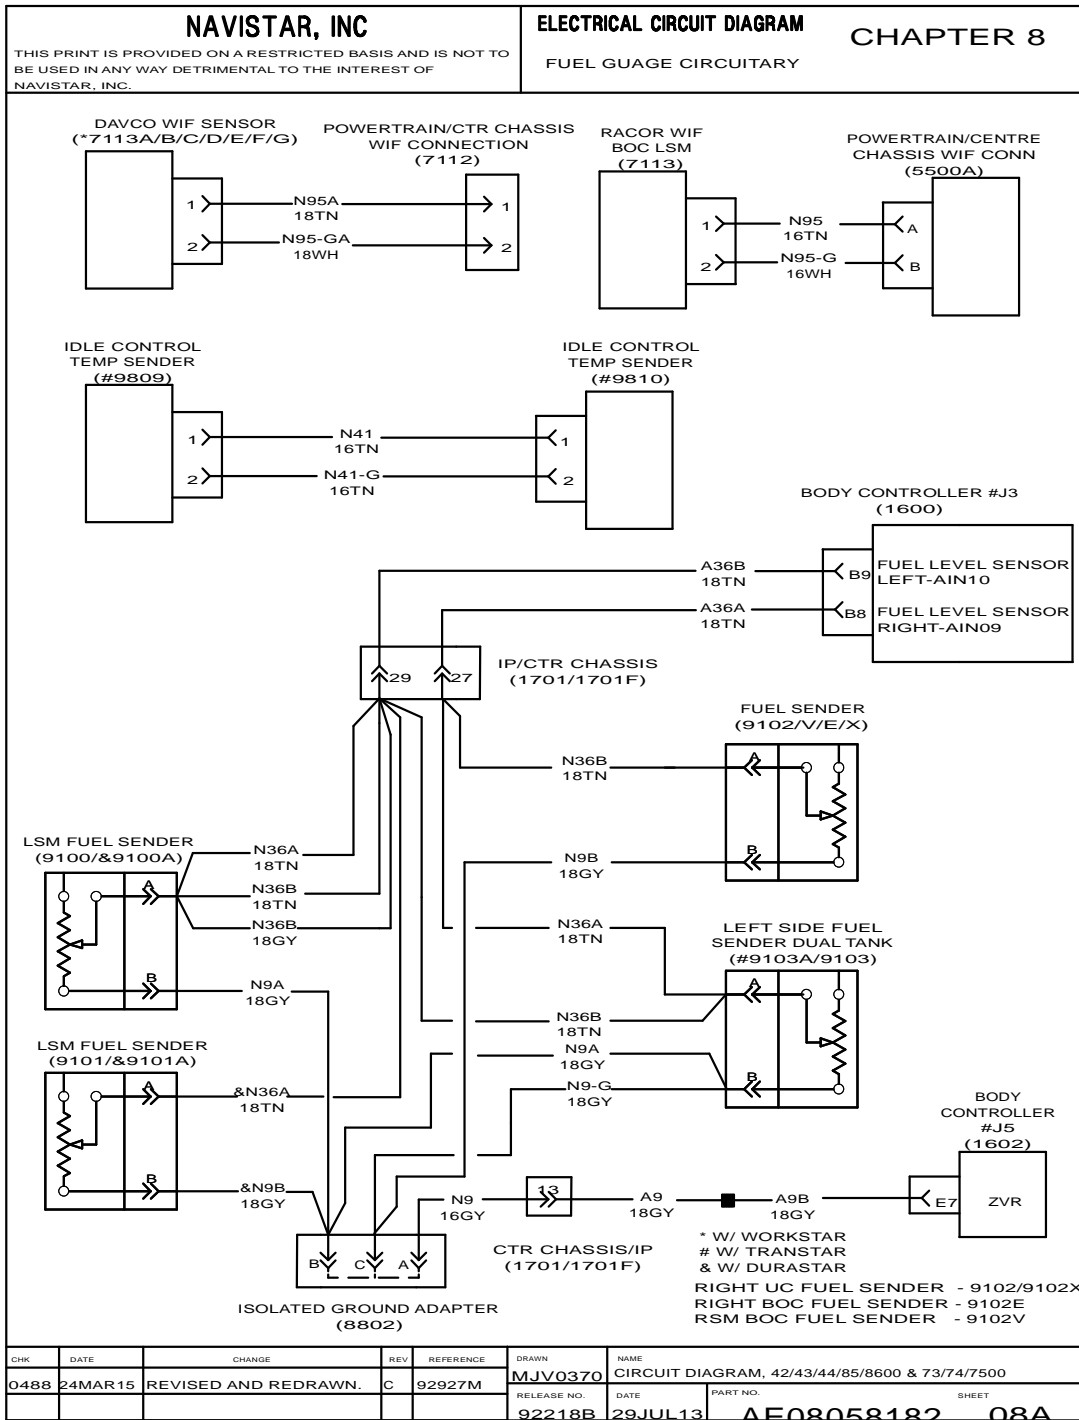 NAVISTAR, INC
THIS PRINT IS PROVIDED ON A RESTRICTED BASIS AND IS NOT TO
BE USED IN ANY WAY DETRIMENTAL TO THE INTEREST OF
NAVISTAR, INC.
ELECTRICAL CIRCUIT DIAGRAM
FUEL GUAGE CIRCUITARY
CHAPTER 8
DAVCO WIF SENSOR
(*7113A/B/C/D/E/F/G)
1
2
N95A
18TN
N95-GA
18WH
POWERTRAIN/CTR CHASSIS
WIF CONNECTION
(7112)
1
2
RACOR WIF
BOC LSM
(7113)
1
2
N95
16TN
N95-G
16WH
POWERTRAIN/CENTRE
CHASSIS WIF CONN
(5500A)
A
B
IDLE CONTROL
TEMP SENDER
(#9809)
1
2
N41
16TN
N41-G
16TN
IDLE CONTROL
TEMP SENDER
(#9810)
1
2
BODY CONTROLLER #J3
(1600)
A36B
18TN
B9
FUEL LEVEL SENSOR
LEFT-AIN10
A36A
18TN
B8
FUEL LEVEL SENSOR
RIGHT-AIN09
29
27
IP/CTR CHASSIS
(1701/1701F)
FUEL SENDER
(9102/V/E/X)
N36B
18TN
A
N9B
18GY
B
LSM FUEL SENDER
(9100/&9100A)
A
B
N36A
18TN
N36B
18TN
N36B
18GY
N9A
18GY
LEFT SIDE FUEL
SENDER DUAL TANK
(#9103A/9103)
N36A
18TN
A
N36B
18TN
N9A
18GY
B
N9-G
18GY
LSM FUEL SENDER
(9101/&9101A)
A
B
&N36A
18TN
&N9B
18GY
BODY
CONTROLLER
#J5
(1602)
N9
16GY
13
A9
18GY
A9B
18GY
E7
ZVR
CTR CHASSIS/IP
(1701/1701F)
B
C
A
ISOLATED GROUND ADAPTER
(8802)
* W/ WORKSTAR
# W/ TRANSTAR
& W/ DURASTAR
RIGHT UC FUEL SENDER - 9102/9102X
RIGHT BOC FUEL SENDER - 9102E
RSM BOC FUEL SENDER - 9102V
CHK DATE CHANGE REV REFERENCE
0488 24MAR15 REVISED AND REDRAWN. C 92927M
DRAWN
MJV0370
NAME
CIRCUIT DIAGRAM, 42/43/44/85/8600 & 73/74/7500
RELEASE NO.
92218B
DATE
29JUL13
PART NO.
AE08058182
SHEET
08A